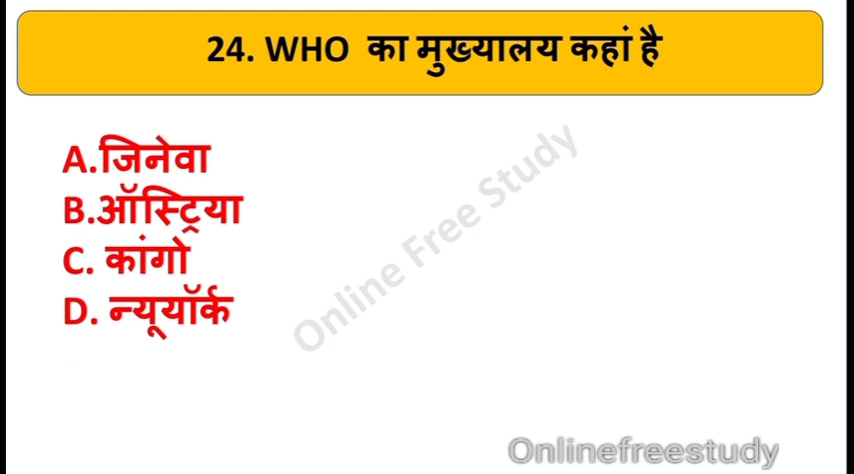 24. WHO का मुख्यालय कहां है
A.जिनेवा
B.ऑस्ट्रिया
C. कांगो
D. न्यूयॉर्क
Online Free Study
Onlinefreestudy